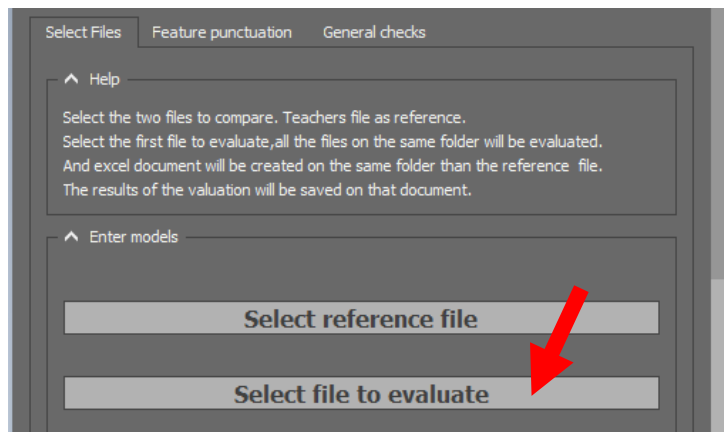 Select Files
Feature punctuation
General checks
Help
Select the two files to compare. Teachers file as reference.
Select the first file to evaluate,all the files on the same folder will be evaluated.
And excel document will be created on the same folder than the reference  file.
The results of the valuation will be saved on that document.
Enter models
Select reference file
Select file to evaluate